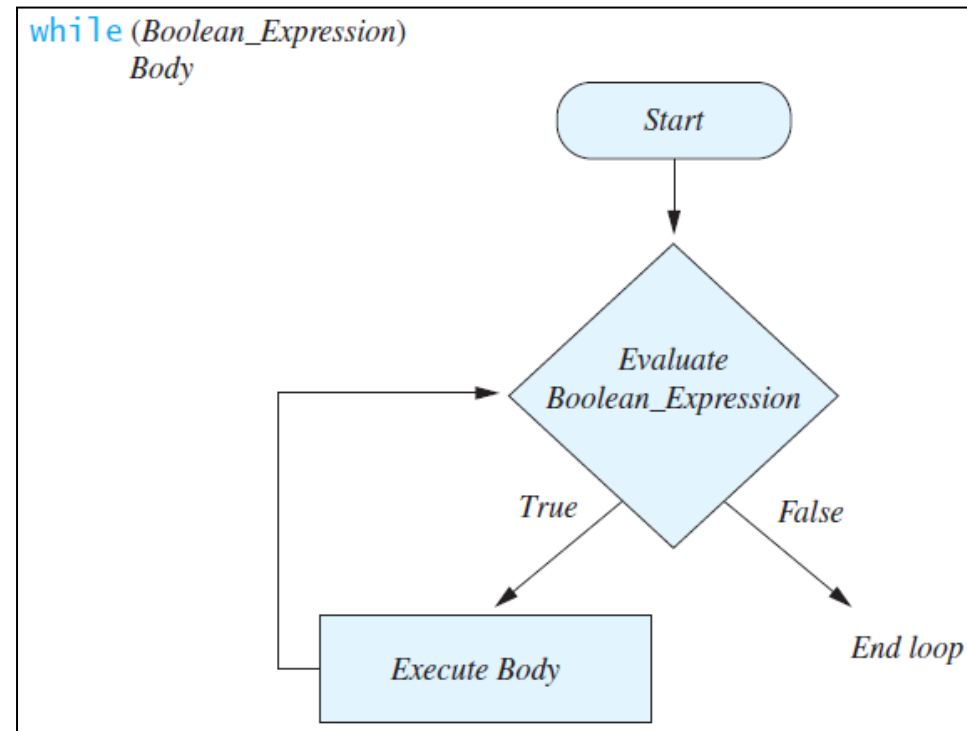 while (Boolean_Expression)
Body
Start
Evaluate
Boolean_Expression
True
False
Execute Body
End loop